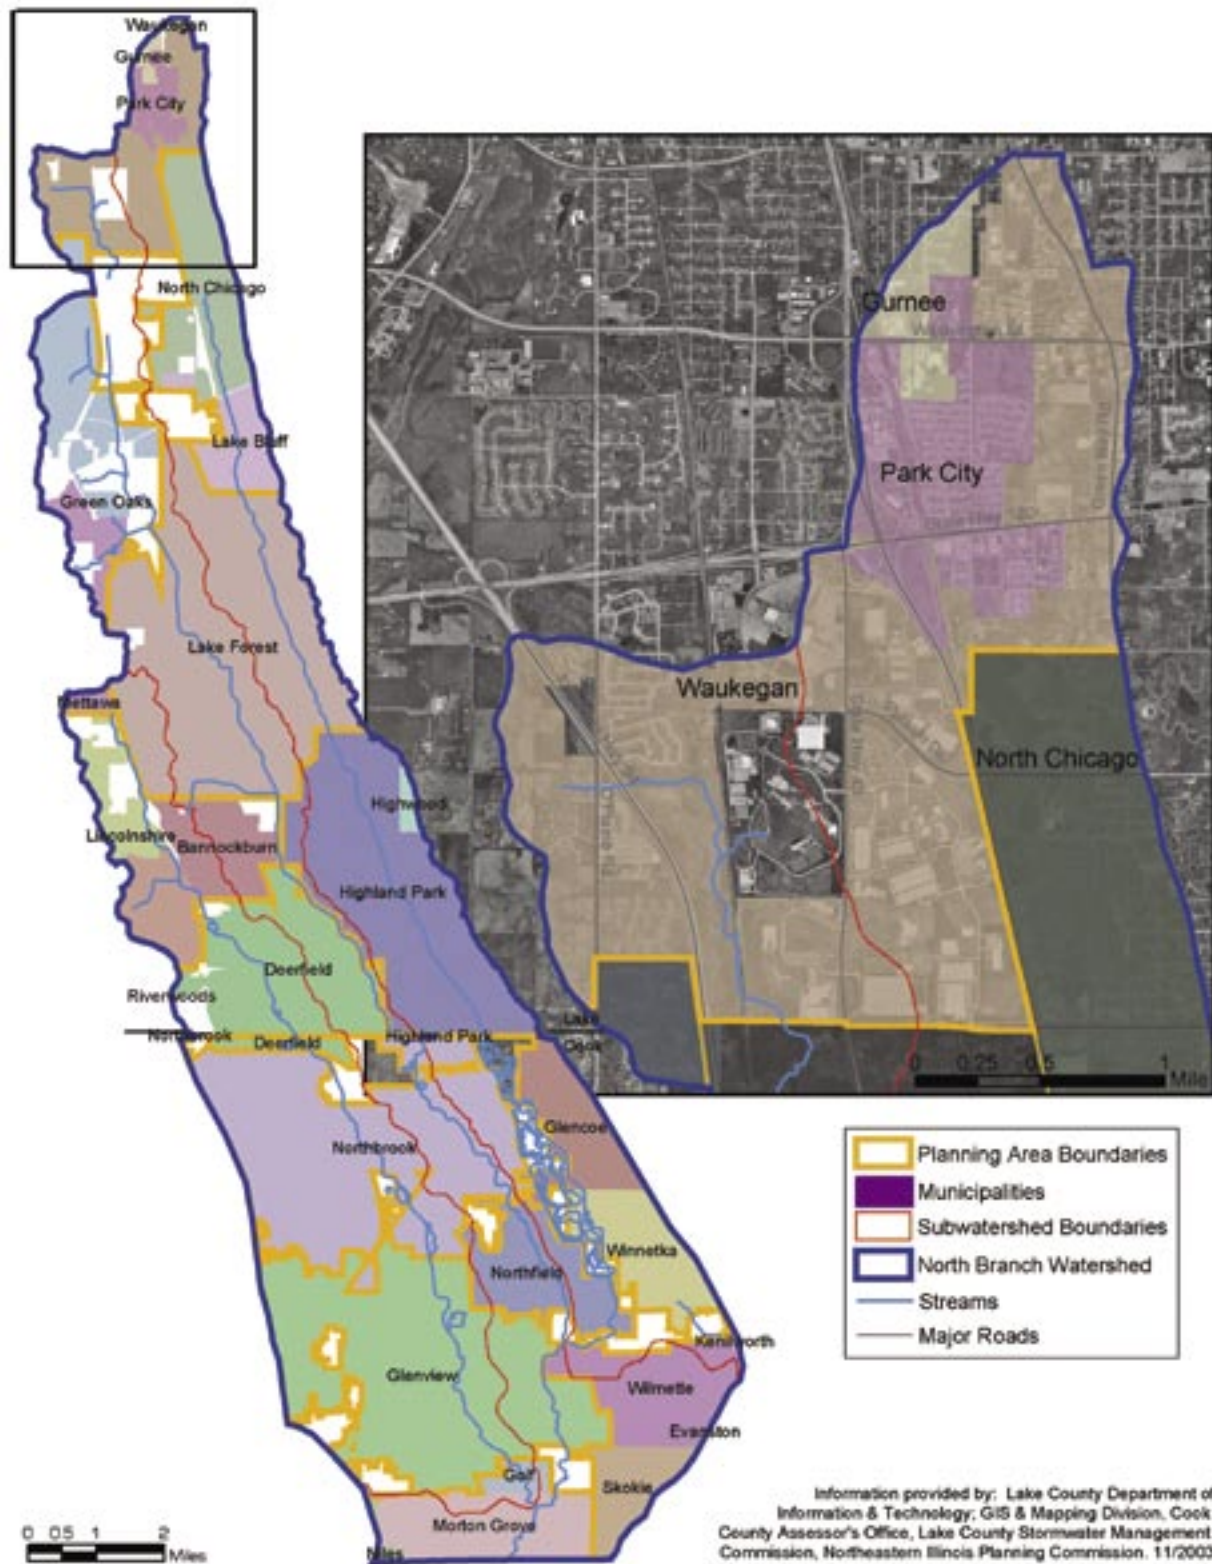 Waukegan
Gurnee
Park City
North Chicago
Lake Bluff
Green Oaks
Lake Forest
Mettawa
Highwood
Lincolnshire
Bannockburn
Highland Park
Deerfield
Riverwoods
Northbrook
Deerfield
Highland Park
Lake
Cook
Glencoe
Northbrook
Winnetka
Northfield
Kenilworth
Glenview
Wilmette
Evanston
Golf
Skokie
Morton Grove
Niles
0 0.5 1 2
Miles
Gurnee
Park City
Waukegan
North Chicago
0 0.25 0.5 1
Mile
Planning Area Boundaries
Municipalities
Subwatershed Boundaries
North Branch Watershed
Streams
Major Roads
Information provided by: Lake County Department of
Information & Technology; GIS & Mapping Division, Cook
County Assessor's Office, Lake County Stormwater Management
Commission, Northeastern Illinois Planning Commission. 11/2003